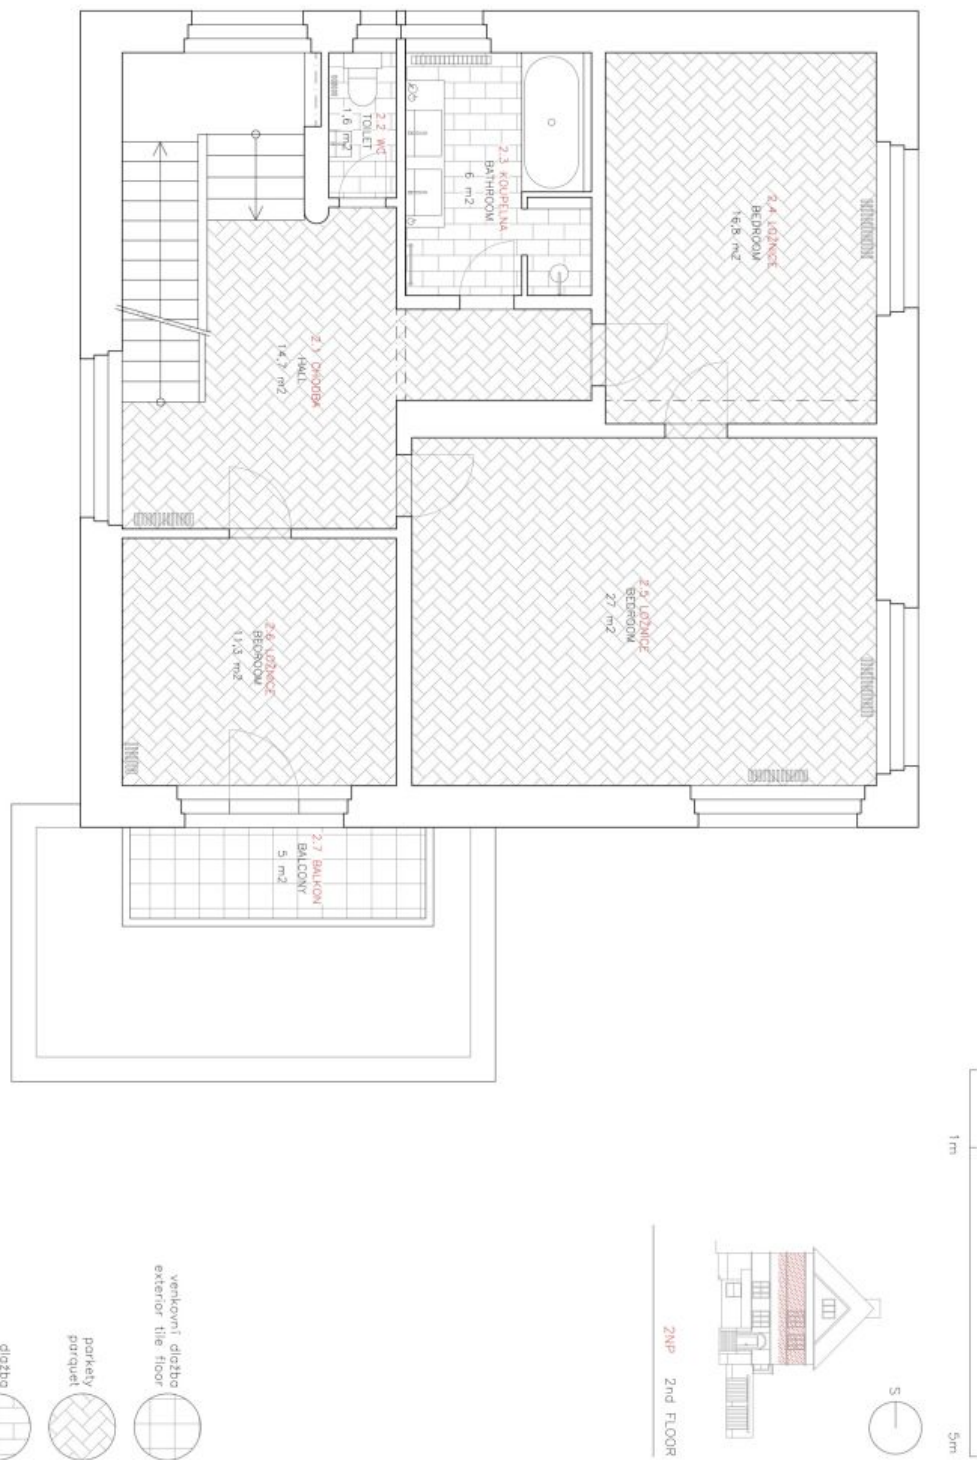 2.1 CHODBA
HALL
14,7 m2
2.2 WC
TOILET
1,6 m2
2.3 KOUPELNA
BATHROOM
6 m2
2.4 LOŽNICE
BEDROOM
16,8 m2
2.5 LOŽNICE
BEDROOM
27 m2
2.6 LOŽNICE
BEDROOM
11,3 m2
2.7 BALKON
BALCONY
5 m2
1m
5m
S
2NP 2nd FLOOR
venkovní dlažba
exterior tile floor
parkety
parquet
dlažba